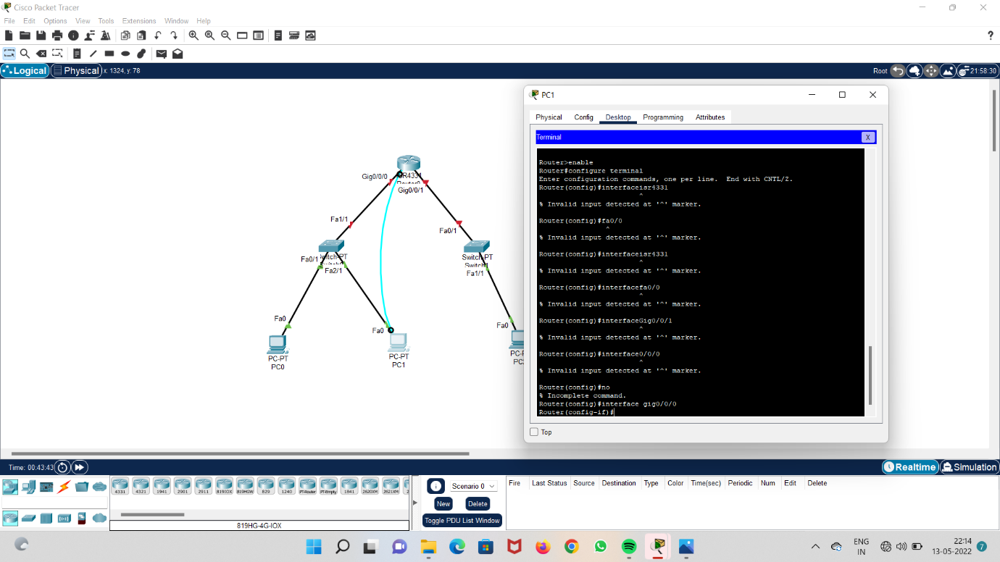 Cisco Packet Tracer
File Edit Options View Tools Extensions Window Help
?
Logical Physical x: 1324, y: 78
Root 21:58:30
PC1
Physical Config Desktop Programming Attributes
Terminal
X
Router>enable
Router#configure terminal
Enter configuration commands, one per line. End with CNTL/Z.
Router(config)#interfaceisr4331
^
% Invalid input detected at '^' marker.
Router(config)#fa0/0
^
% Invalid input detected at '^' marker.
Router(config)#interfaceisr4331
^
% Invalid input detected at '^' marker.
Router(config)#interfacefa0/0
^
% Invalid input detected at '^' marker.
Router(config)#interfaceGig0/0/1
^
% Invalid input detected at '^' marker.
Router(config)#interface0/0/0
^
% Invalid input detected at '^' marker.
Router(config)#no
% Incomplete command.
Router(config)#interface gig0/0/0
Router(config-if)#
Top
Gig0/0/0
Gig0/0/1
Fa1/1
Fa0/1
Fa0/1
Fa2/1
Switch-PT
Fa1/1
Fa0
Fa0
Fa0
PC-PT
PC0
PC-PT
PC1
Time: 00:43:43
Realtime Simulation
4331 4321 1941 2901 2911 819IOX 819HGW 829 1240 PT-Router PT-Empty 1841 2620XM 2621XM
819HG-4G-IOX
Scenario 0
New Delete
Toggle PDU List Window
Fire Last Status Source Destination Type Color Time(sec) Periodic Num Edit Delete
ENG
IN
22:14
13-05-2022
7